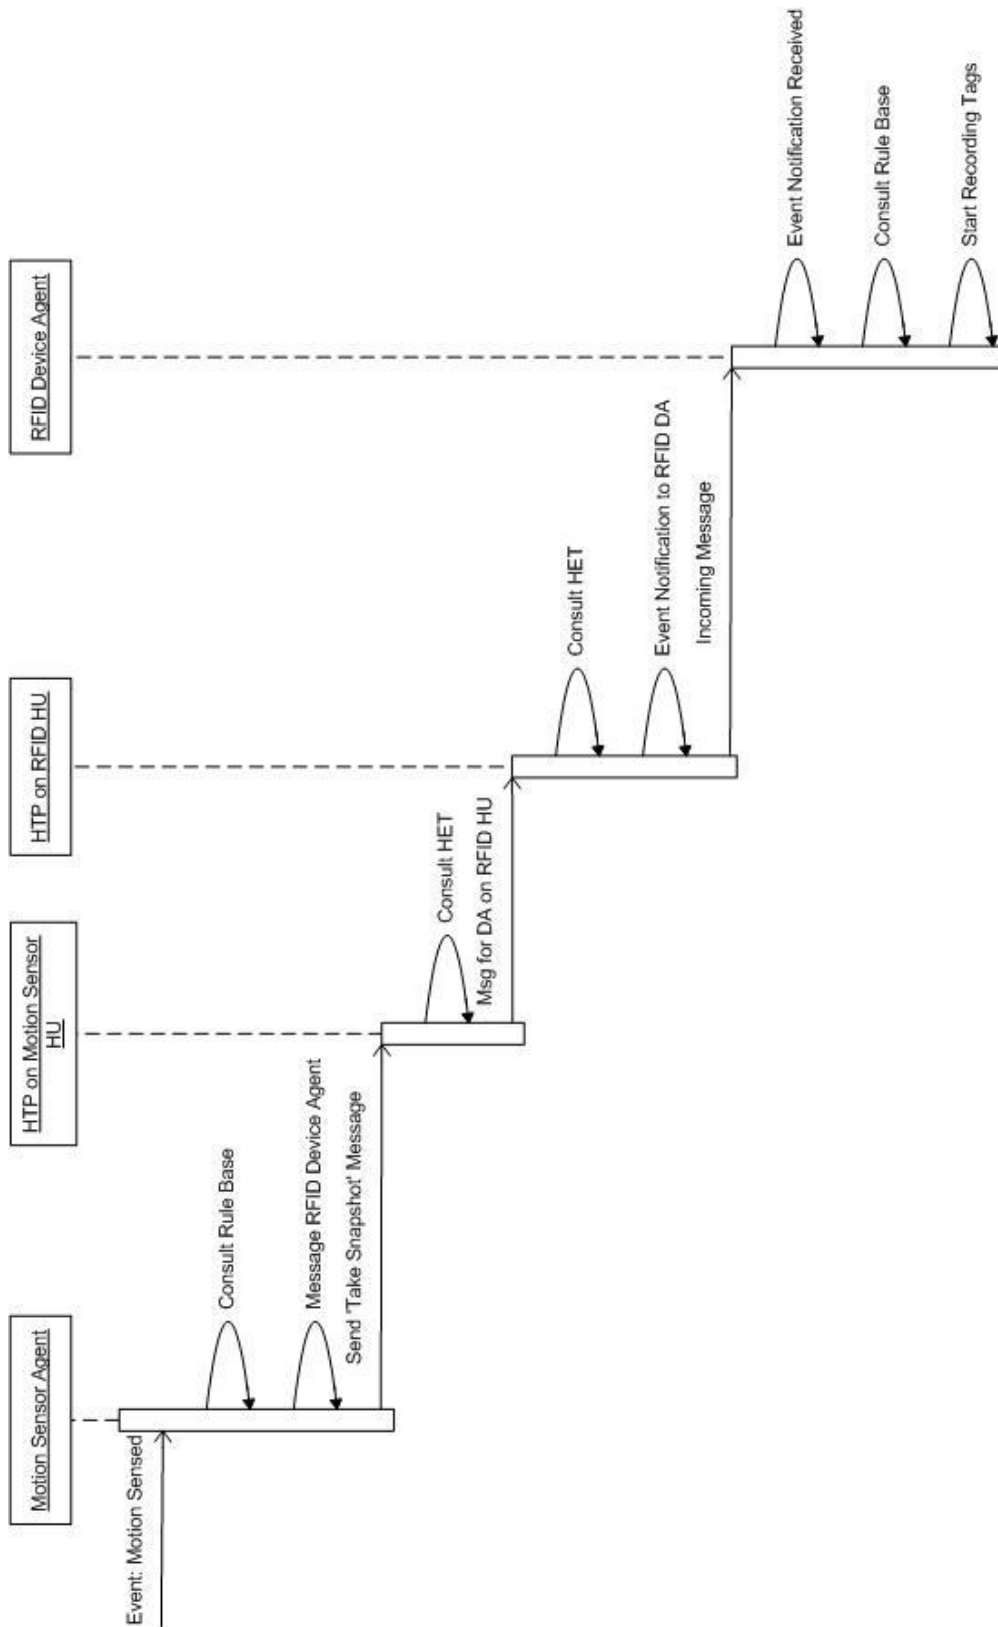 Motion Sensor Agent
HTP on Motion Sensor
HU
HTP on RFID HU
RFID Device Agent
Event: Motion Sensed
Consult Rule Base
Message RFID Device Agent
Send 'Take Snapshot' Message
Consult HET
Msg for DA on RFID HU
Consult HET
Event Notification to RFID DA
Incoming Message
Event Notification Received
Consult Rule Base
Start Recording Tags